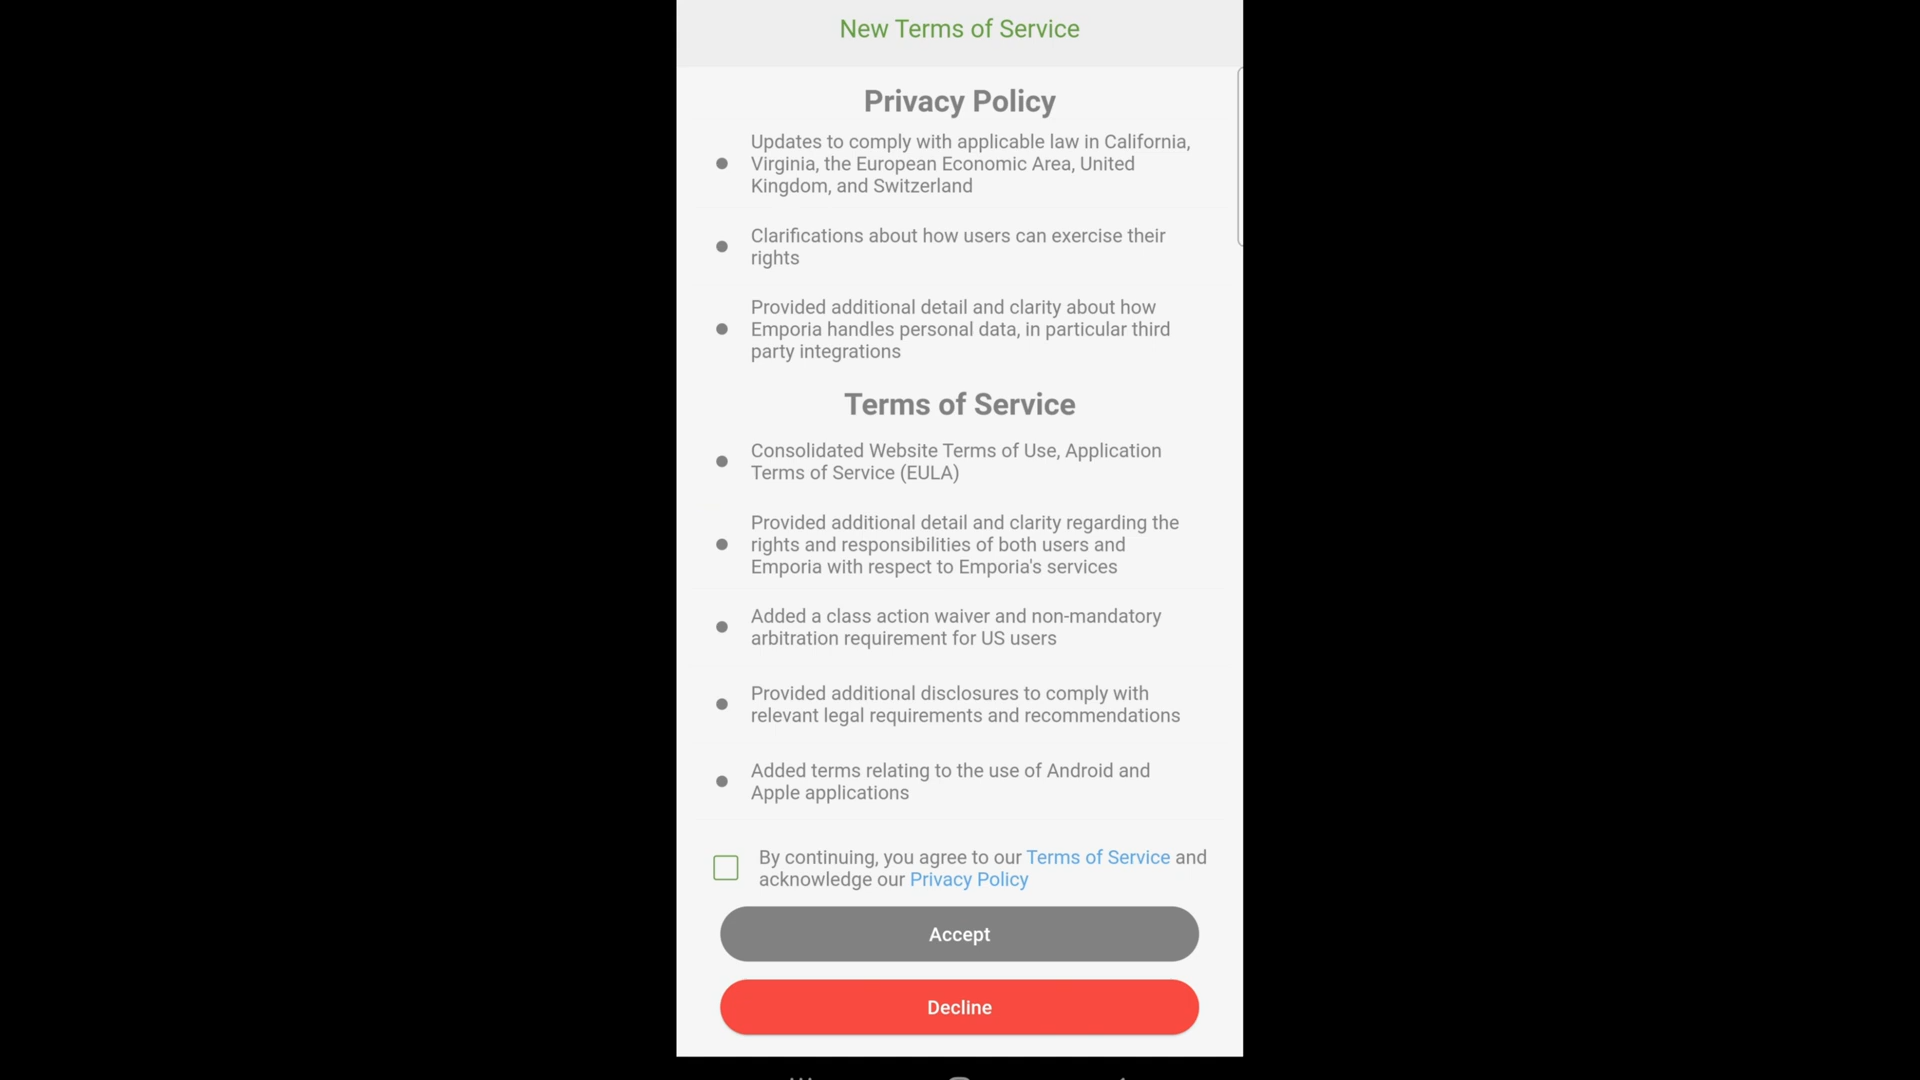 New Terms of Service
Privacy Policy
Updates to comply with applicable law in California,
Virginia, the European Economic Area, United
Kingdom, and Switzerland
Clarifications about how users can exercise their
rights
Provided additional detail and clarity about how
Emporia handles personal data, in particular third
party integrations
Terms of Service
Consolidated Website Terms of Use, Application
Terms of Service (EULA)
Provided additional detail and clarity regarding the
rights and responsibilities of both users and
Emporia with respect to Emporia's services
Added a class action waiver and non-mandatory
arbitration requirement for US users
Provided additional disclosures to comply with
relevant legal requirements and recommendations
Added terms relating to the use of Android and
Apple applications
By continuing, you agree to our Terms of Service and
acknowledge our Privacy Policy
Accept
Decline